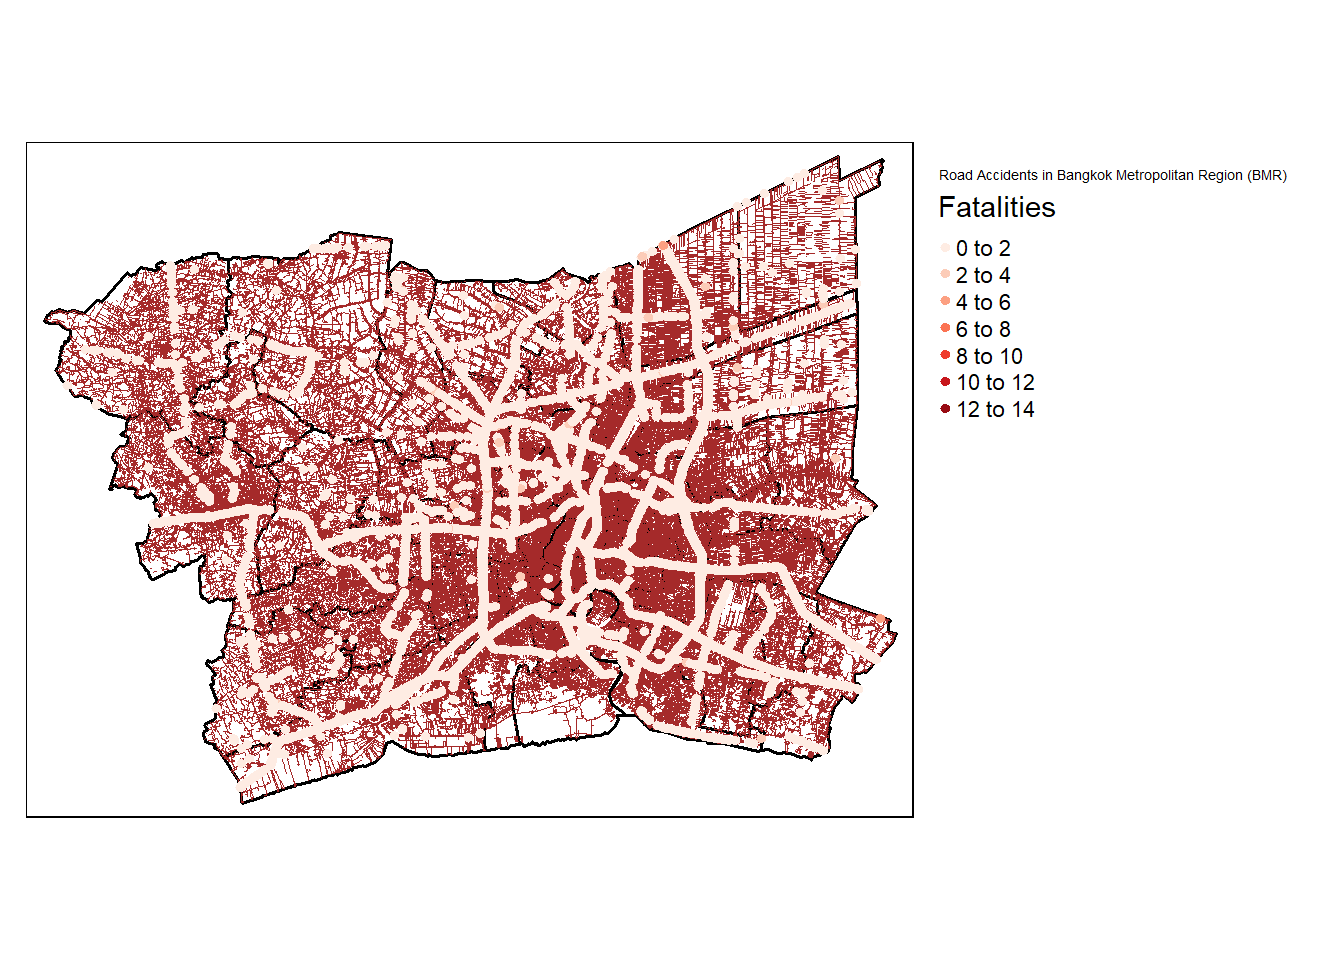 Road Accidents in Bangkok Metropolitan Region (BMR)
Fatalities
0 to 2
2 to 4
4 to 6
6 to 8
8 to 10
10 to 12
12 to 14